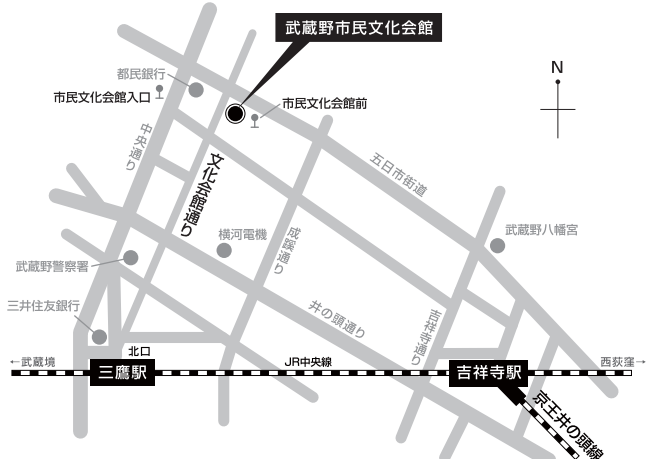 武蔵野市民文化会館
N
都民銀行
市民文化会館入口
市民文化会館前
中央通り
文化会館通り
五日市街道
武蔵野八幡宮
横河電機
成蹊通り
武蔵野警察署
三井住友銀行
井の頭通り
吉祥寺通り
北口
←武蔵境
JR中央線
西荻窪→
三鷹駅
吉祥寺駅
京王井の頭線